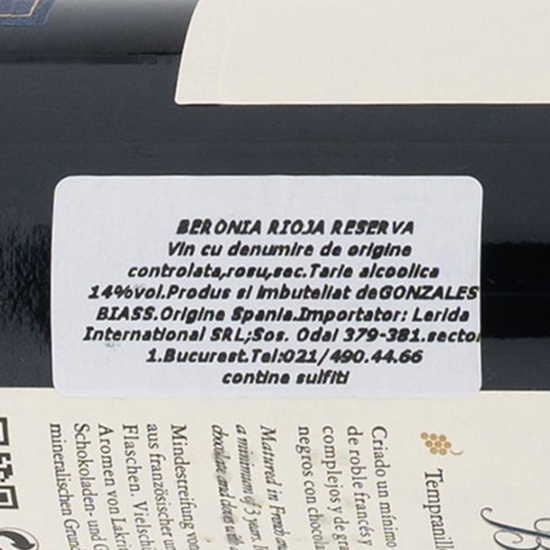 BERONIA RIOJA RESERVA
Vin cu denumire de origine
controlata,rosu,sec.Tarie alcoolica
14%vol.Produs si imbuteliat deGONZALES
BIASS.Origine Spania.Importator: Lerida
International SRL;Sos. Odai 379-381.sector
1.Bucurest.Tel:021/490.44.66
contine sulfiti
Tempranillo
Criado un mínimo
de roble francés y
complejos y de gra
negros con chocola
Matured in French
a minimum of 3 years.
chocolate and
Mindestreifung von
aus französischer un
Flaschen. Vielschi
Aromen von Lakri
Schokoladen- und G
mineralischen Grund